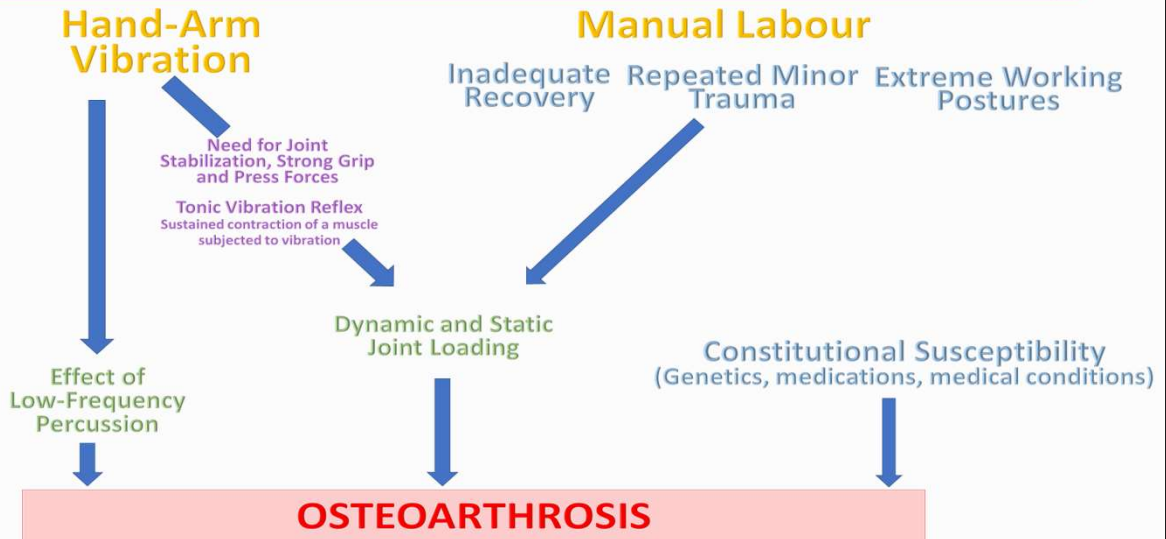 Hand-Arm
Vibration
Manual Labour
Inadequate
Recovery
Repeated Minor
Trauma
Extreme Working
Postures
Need for Joint
Stabilization, Strong Grip
and Press Forces
Tonic Vibration Reflex
Sustained contraction of a muscle
subjected to vibration
Dynamic and Static
Joint Loading
Constitutional Susceptibility
(Genetics, medications, medical conditions)
Effect of
Low-Frequency
Percussion
OSTEOARTHROSIS